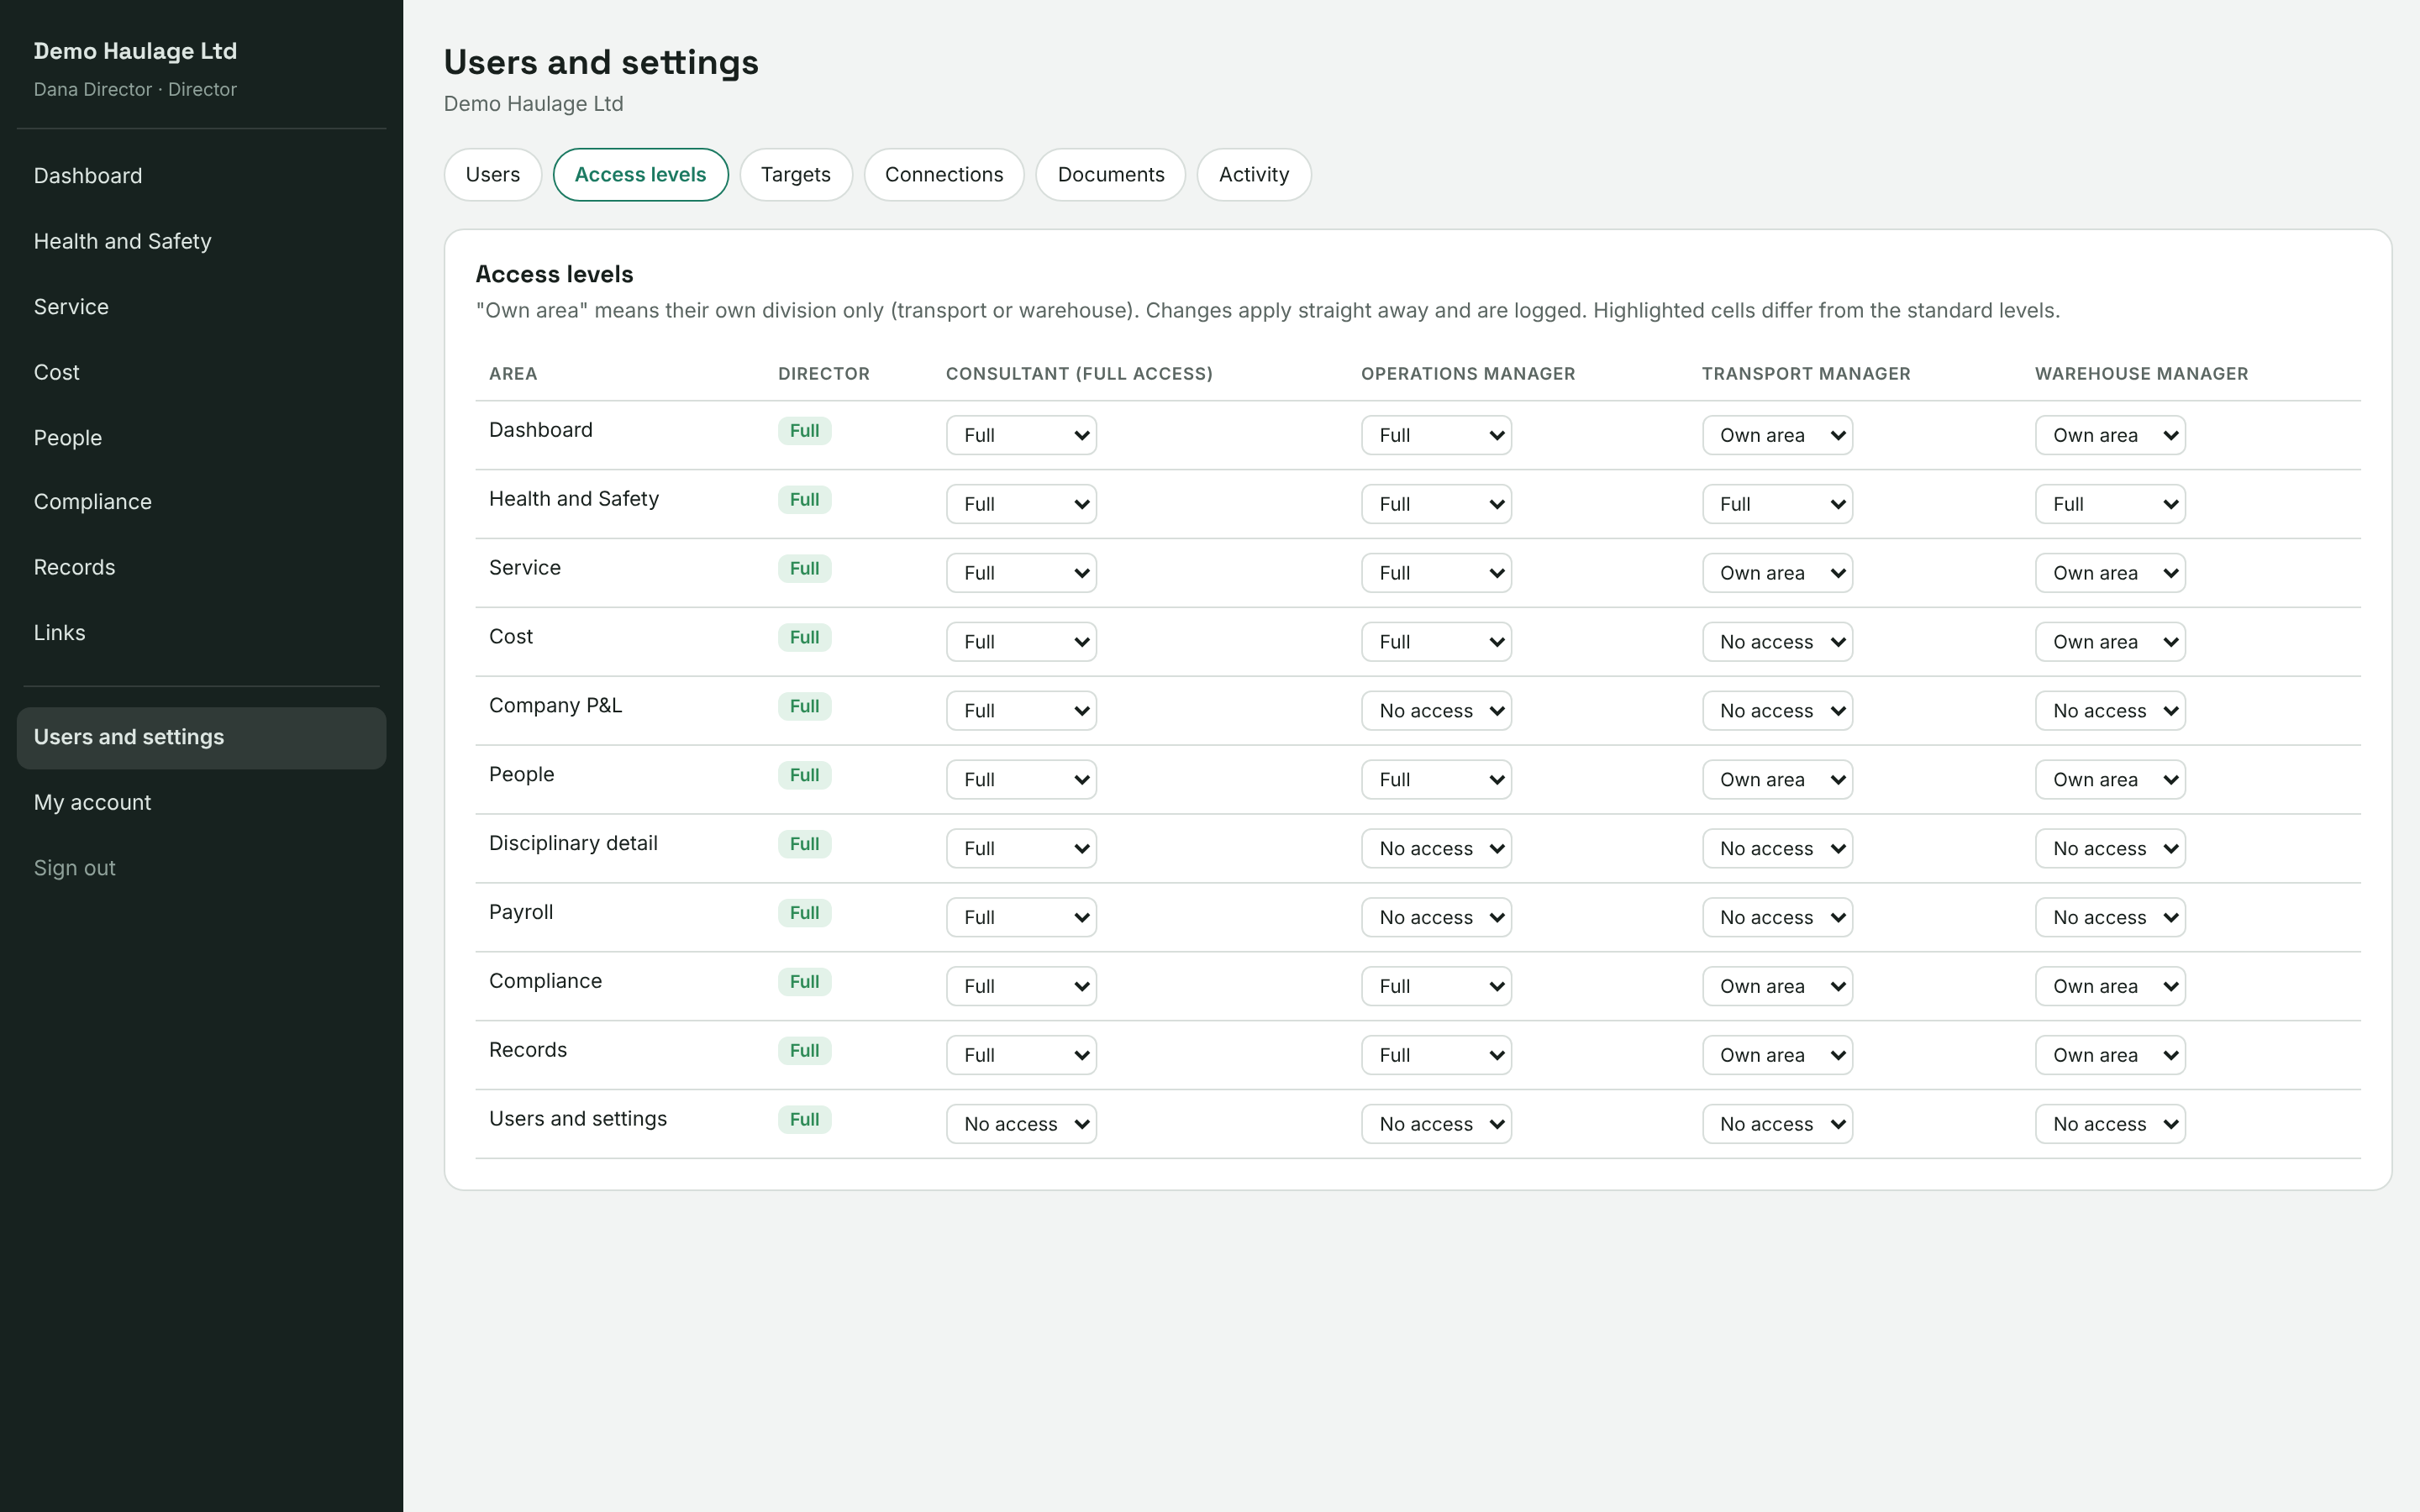 Demo Haulage Ltd
Dana Director · Director
Dashboard
Health and Safety
Service
Cost
People
Compliance
Records
Links
Users and settings
My account
Sign out
Users and settings
Demo Haulage Ltd
Users Access levels Targets Connections Documents Activity
Access levels
"Own area" means their own division only (transport or warehouse). Changes apply straight away and are logged. Highlighted cells differ from the standard levels.
AREA DIRECTOR CONSULTANT (FULL ACCESS) OPERATIONS MANAGER TRANSPORT MANAGER WAREHOUSE MANAGER
Dashboard Full Full Full Own area Own area
Health and Safety Full Full Full Full Full
Service Full Full Full Own area Own area
Cost Full Full Full No access Own area
Company P&L Full Full No access No access No access
People Full Full Full Own area Own area
Disciplinary detail Full Full No access No access No access
Payroll Full Full No access No access No access
Compliance Full Full Full Own area Own area
Records Full Full Full Own area Own area
Users and settings Full No access No access No access No access